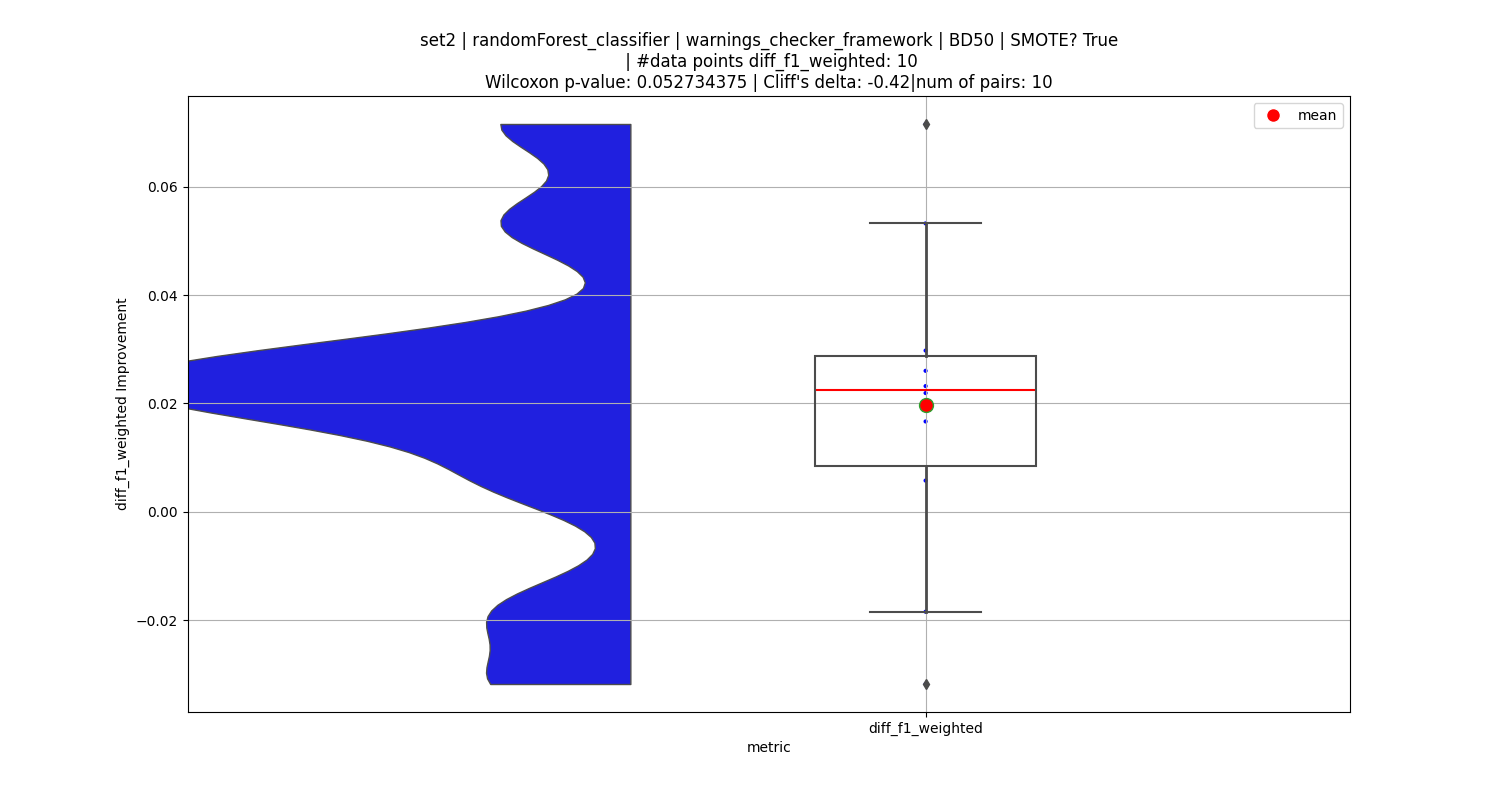 set2 | randomForest_classifier | warnings_checker_framework | BD50 | SMOTE? True
| #data points diff_f1_weighted: 10
Wilcoxon p-value: 0.052734375 | Cliff's delta: -0.42|num of pairs: 10
mean
0.06
0.04
0.02
0.00
−0.02
diff_f1_weighted Improvement
diff_f1_weighted
metric